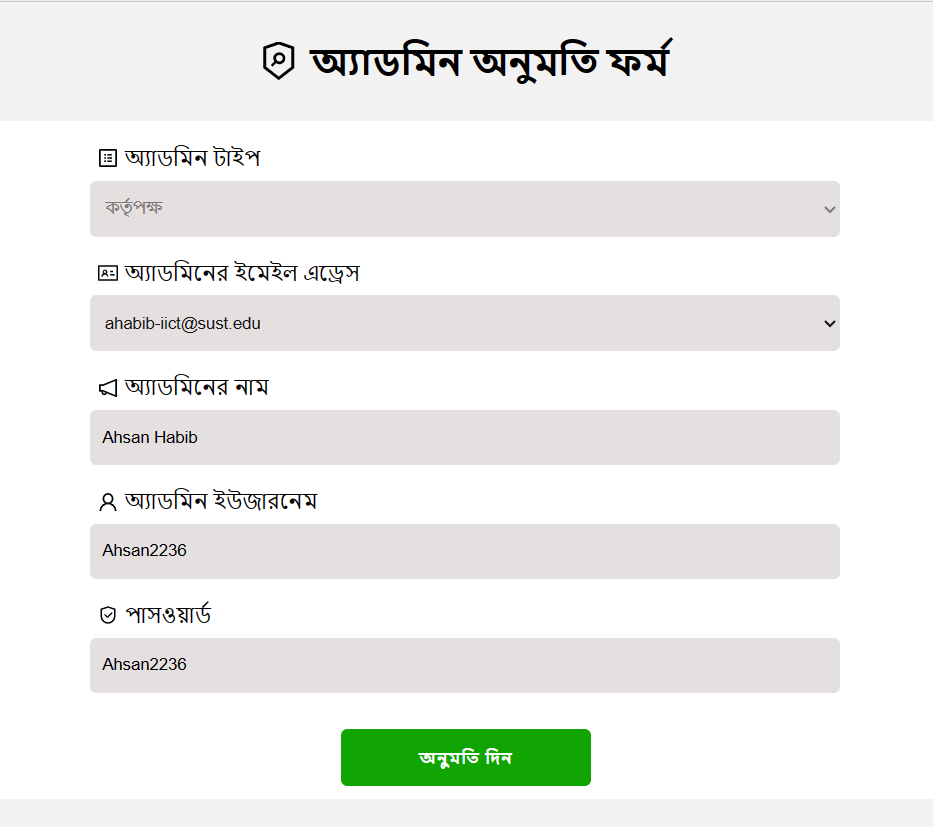 অ্যাডমিন অনুমতি ফর্ম
অ্যাডমিন টাইপ
কর্তৃপক্ষ
অ্যাডমিনের ইমেইল এড্রেস
ahabib-iict@sust.edu
অ্যাডমিনের নাম
Ahsan Habib
অ্যাডমিন ইউজারনেম
Ahsan2236
পাসওয়ার্ড
Ahsan2236
অনুমতি দিন